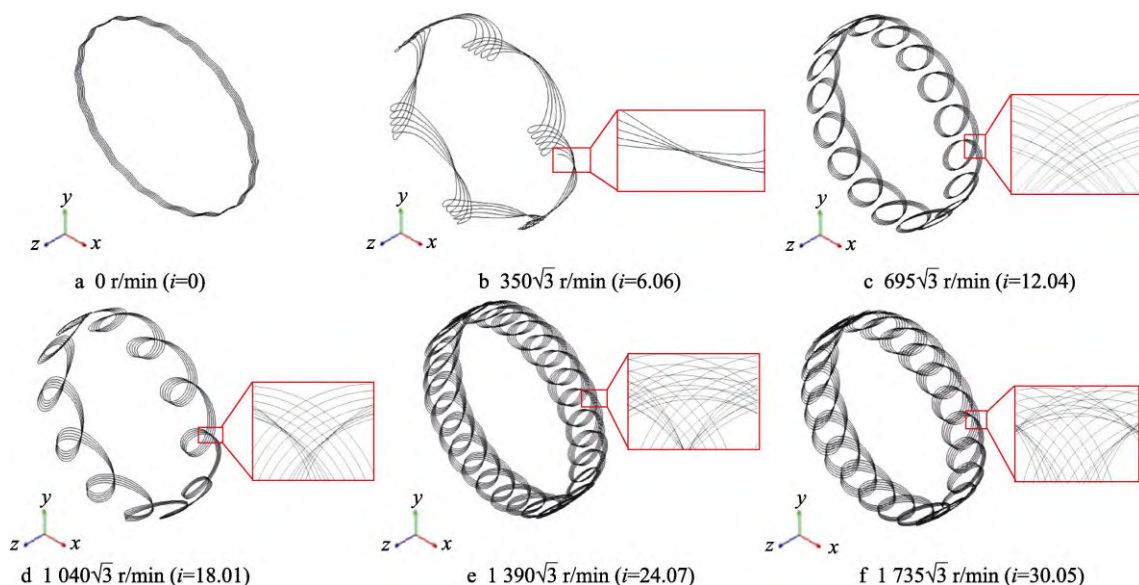 y
z
x
a 0 r/min (i=0)
y
z
x
b 350√3 r/min (i=6.06)
y
z
x
c 695√3 r/min (i=12.04)
y
z
x
d 1 040√3 r/min (i=18.01)
y
z
x
e 1 390√3 r/min (i=24.07)
y
z
x
f 1 735√3 r/min (i=30.05)